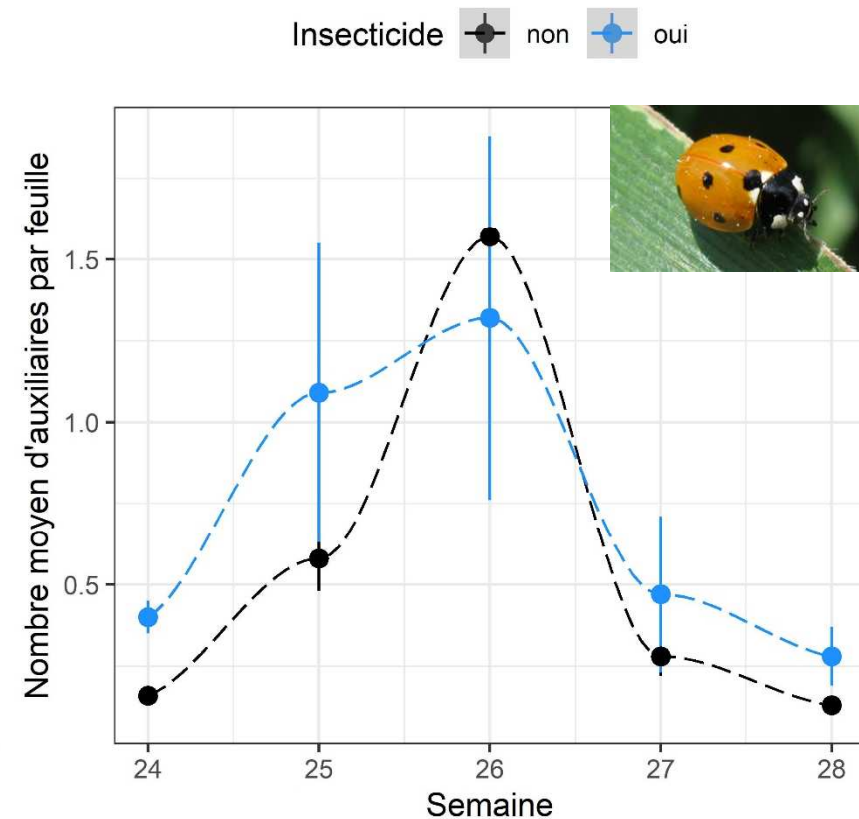 Insecticide non oui
Nombre moyen d'auxiliaires par feuille
1.5
1.0
0.5
24 25 26 27 28
Semaine